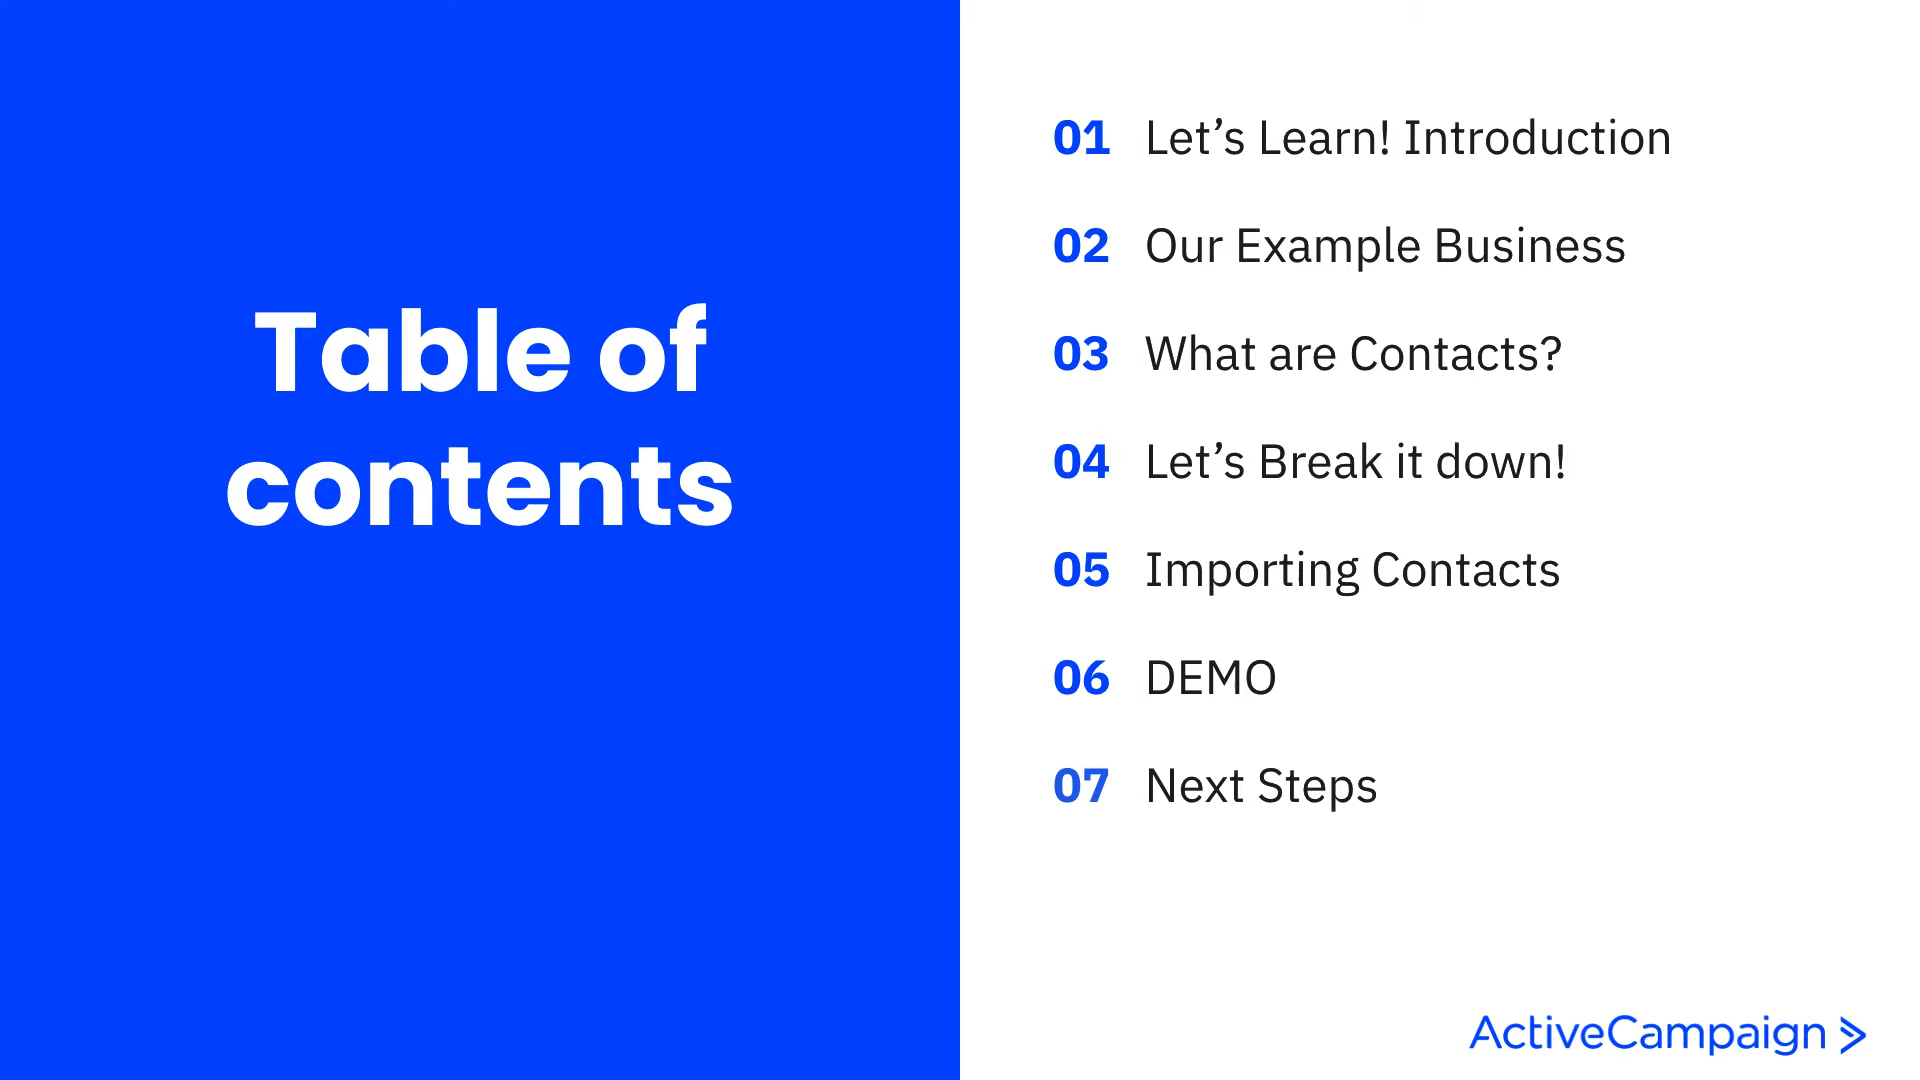 Table of
contents
01 Let’s Learn! Introduction
02 Our Example Business
03 What are Contacts?
04 Let’s Break it down!
05 Importing Contacts
06 DEMO
07 Next Steps
ActiveCampaign